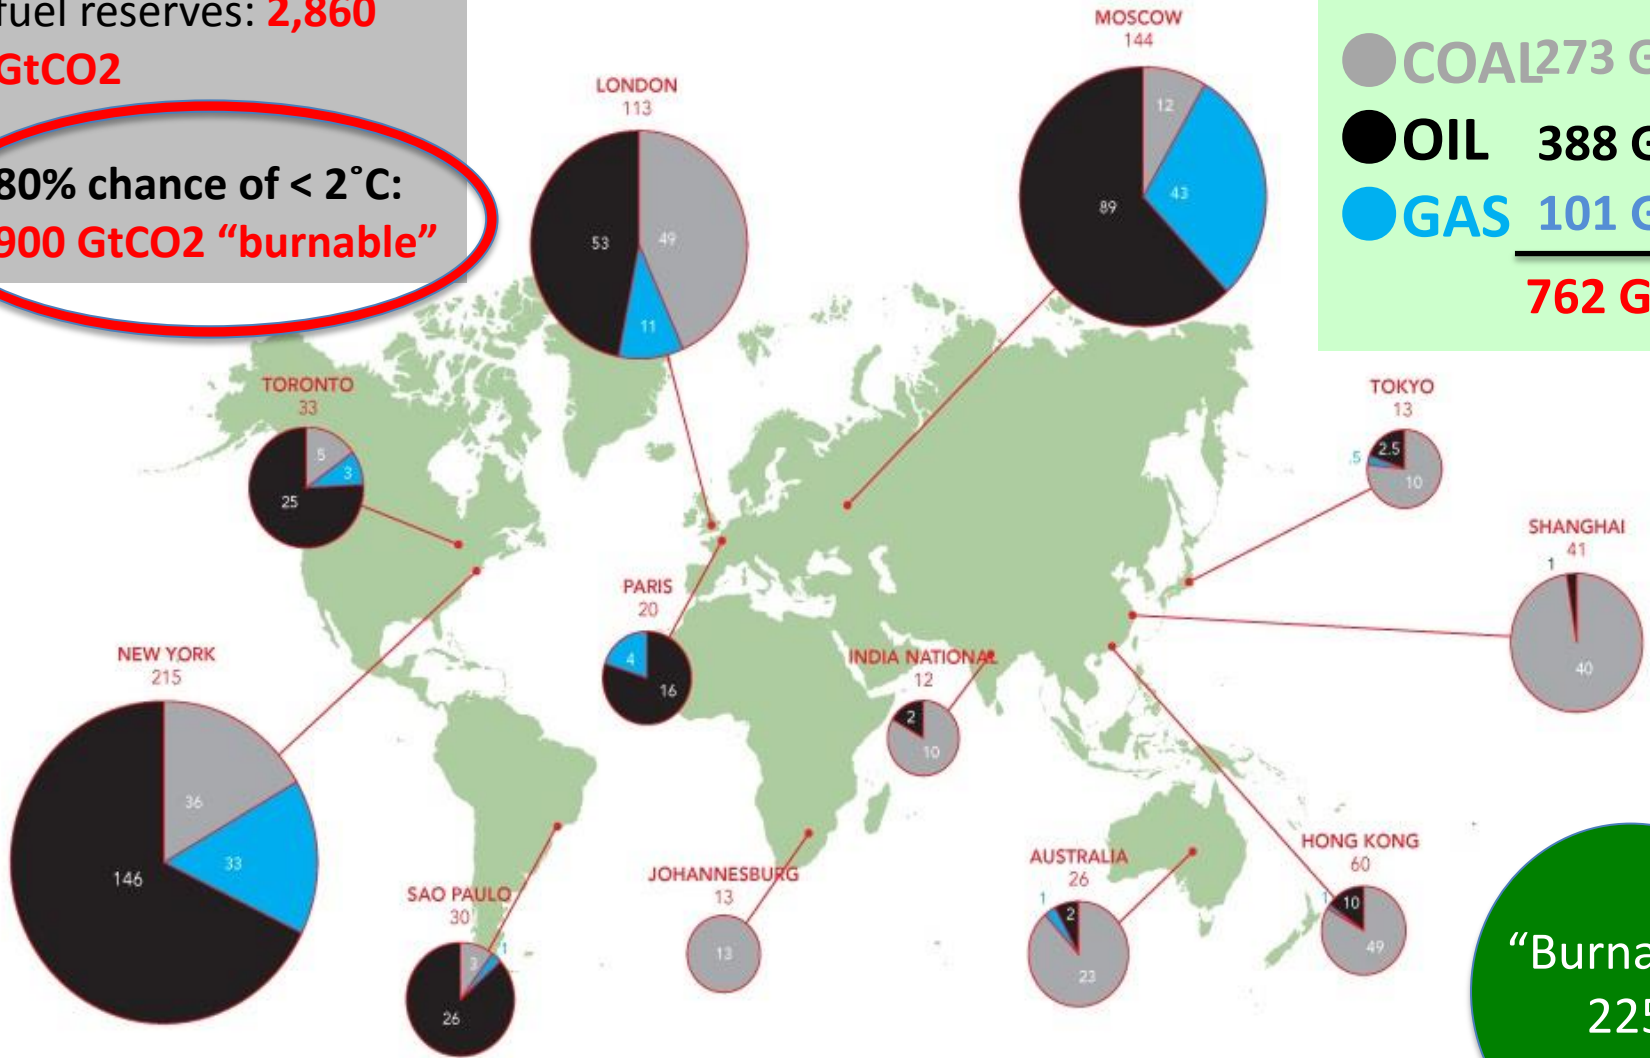 fuel reserves: 2,860
GtCO2
80% chance of < 2°C:
900 GtCO2 “burnable”
LONDON
113
53
49
11
MOSCOW
144
12
43
89
COAL 273 G
OIL 388 G
GAS 101 G
762 G
TORONTO
33
5
3
25
TOKYO
13
.5
2.5
10
SHANGHAI
41
1
40
PARIS
20
4
16
INDIA NATIONAL
12
2
10
NEW YORK
215
36
33
146
SAO PAULO
30
3
1
26
JOHANNESBURG
13
13
AUSTRALIA
26
1
2
23
HONG KONG
60
1
10
49
“Burna
225